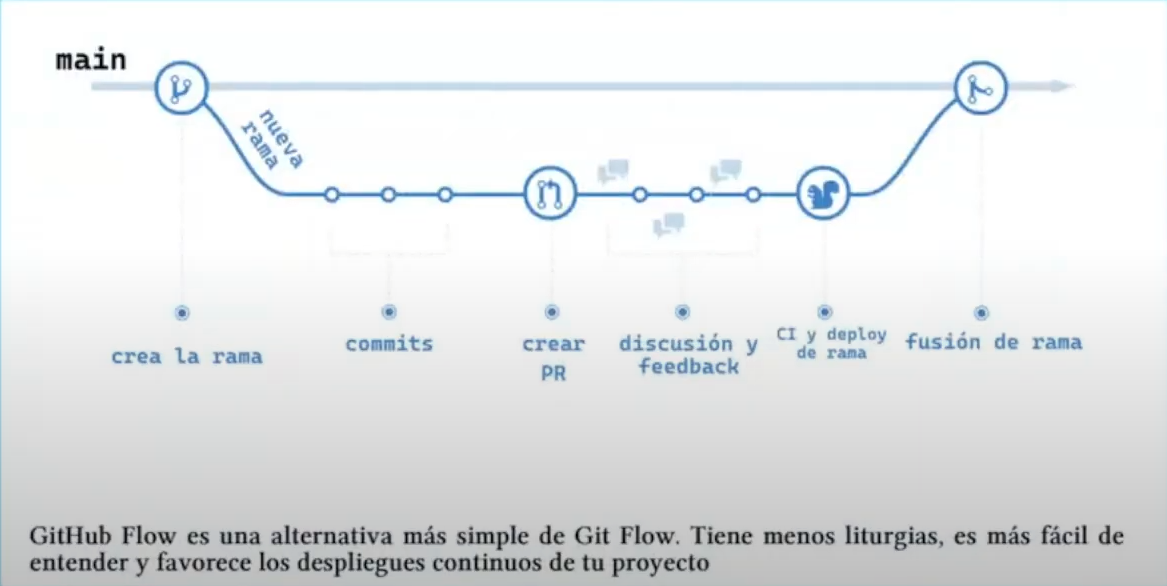 main
nueva
rama
crea la rama
commits
crear
PR
discusión y
feedback
CI y deploy
de rama
fusión de rama
GitHub Flow es una alternativa más simple de Git Flow. Tiene menos liturgias, es más fácil de
entender y favorece los despliegues continuos de tu proyecto